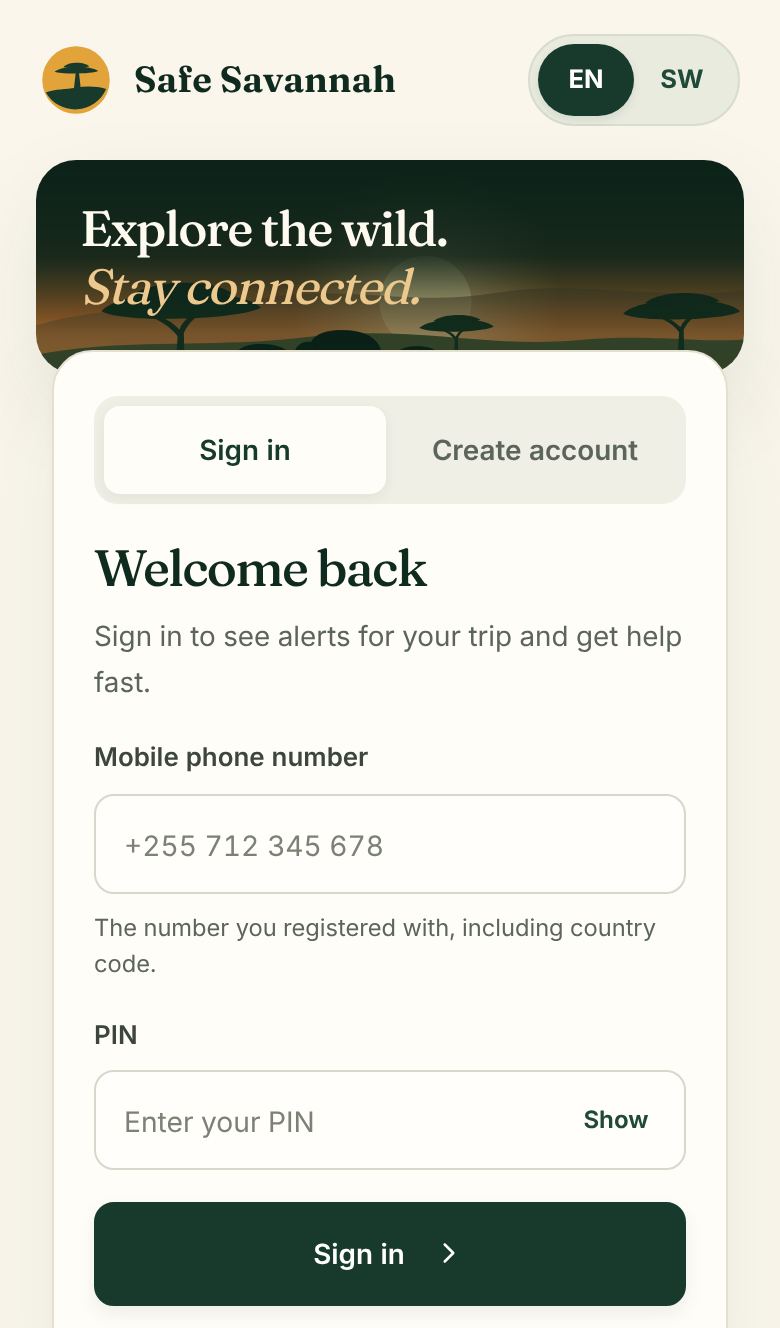 Safe Savannah
EN
SW
Explore the wild.
Stay connected.
Sign in
Create account
Welcome back
Sign in to see alerts for your trip and get help
fast.
Mobile phone number
+255 712 345 678
The number you registered with, including country
code.
PIN
Enter your PIN
Show
Sign in